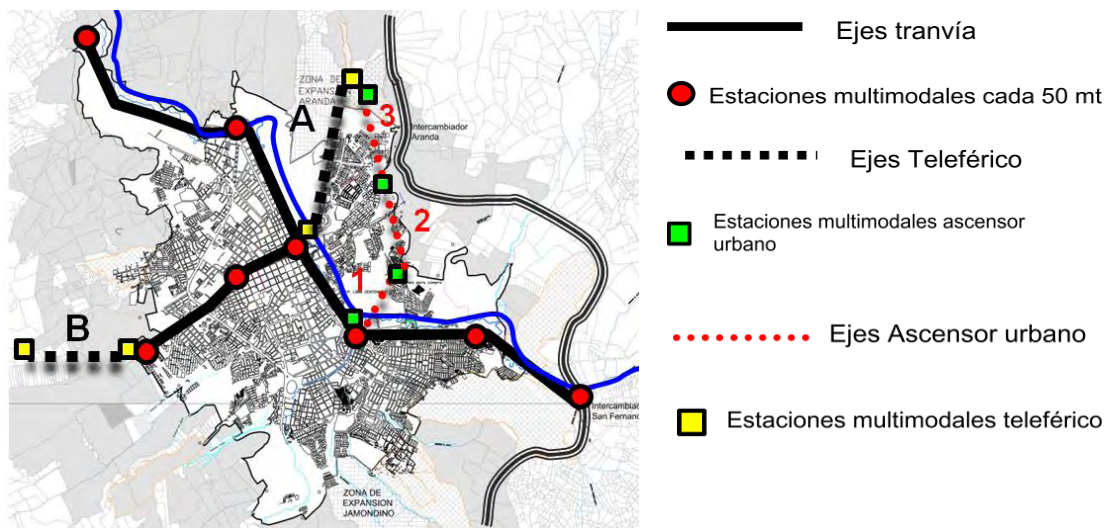 Ejes tranvía
Estaciones multimodales cada 50 mt
Ejes Teleférico
Estaciones multimodales ascensor
urbano
Ejes Ascensor urbano
Estaciones multimodales teleférico
ZONA DE
EXPANSION
ARANDA
A
3
Intercambiador
Aranda
2
1
B
Intercambiador
San Fernando
ZONA DE
EXPANSION
JAMONDINO